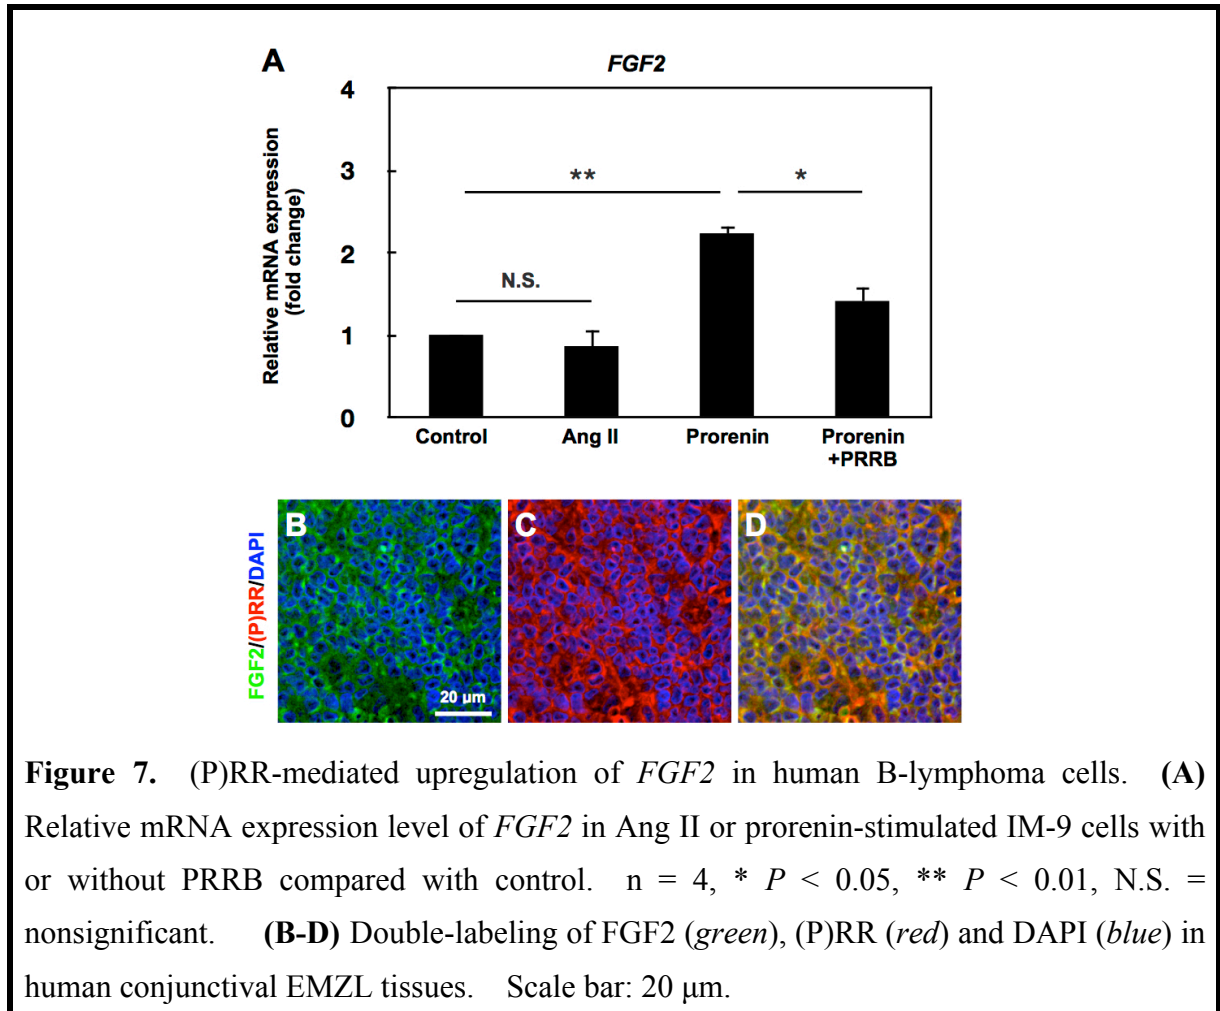 A
FGF2
Relative mRNA expression
(fold change)
4
3
2
1
0
**
*
N.S.
Control
Ang II
Prorenin
Prorenin
+PRRB
FGF2/(P)RR/DAPI
B
C
D
20 μm
Figure 7. (P)RR-mediated upregulation of FGF2 in human B-lymphoma cells. (A)
Relative mRNA expression level of FGF2 in Ang II or prorenin-stimulated IM-9 cells with
or without PRRB compared with control. n = 4, * P < 0.05, ** P < 0.01, N.S. =
nonsignificant. (B-D) Double-labeling of FGF2 (green), (P)RR (red) and DAPI (blue) in
human conjunctival EMZL tissues. Scale bar: 20 μm.